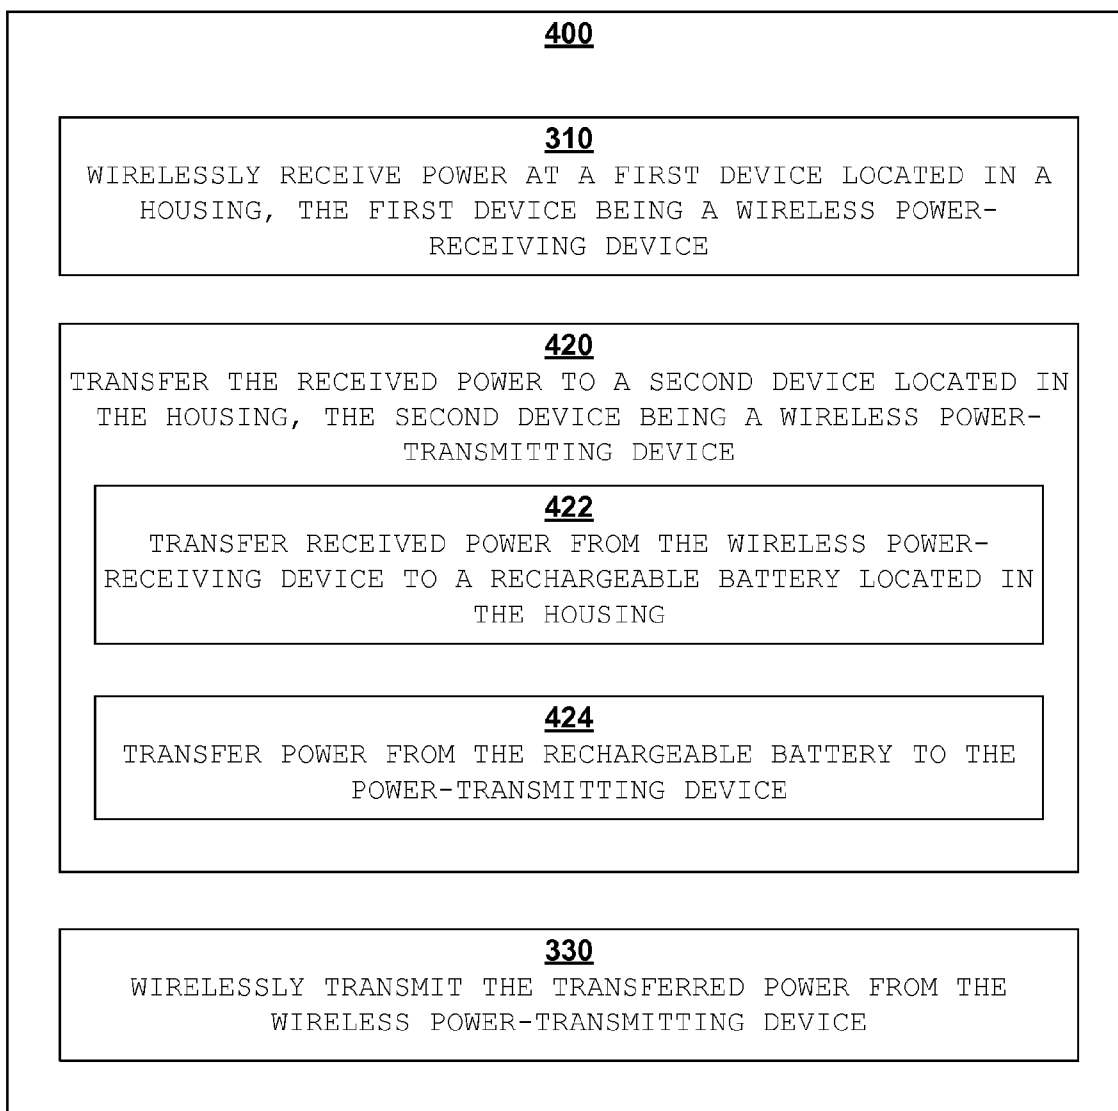 400
310
WIRELESSLY RECEIVE POWER AT A FIRST DEVICE LOCATED IN A
HOUSING, THE FIRST DEVICE BEING A WIRELESS POWER-
RECEIVING DEVICE
420
TRANSFER THE RECEIVED POWER TO A SECOND DEVICE LOCATED IN
THE HOUSING, THE SECOND DEVICE BEING A WIRELESS POWER-
TRANSMITTING DEVICE
422
TRANSFER RECEIVED POWER FROM THE WIRELESS POWER-
RECEIVING DEVICE TO A RECHARGEABLE BATTERY LOCATED IN
THE HOUSING
424
TRANSFER POWER FROM THE RECHARGEABLE BATTERY TO THE
POWER-TRANSMITTING DEVICE
330
WIRELESSLY TRANSMIT THE TRANSFERRED POWER FROM THE
WIRELESS POWER-TRANSMITTING DEVICE